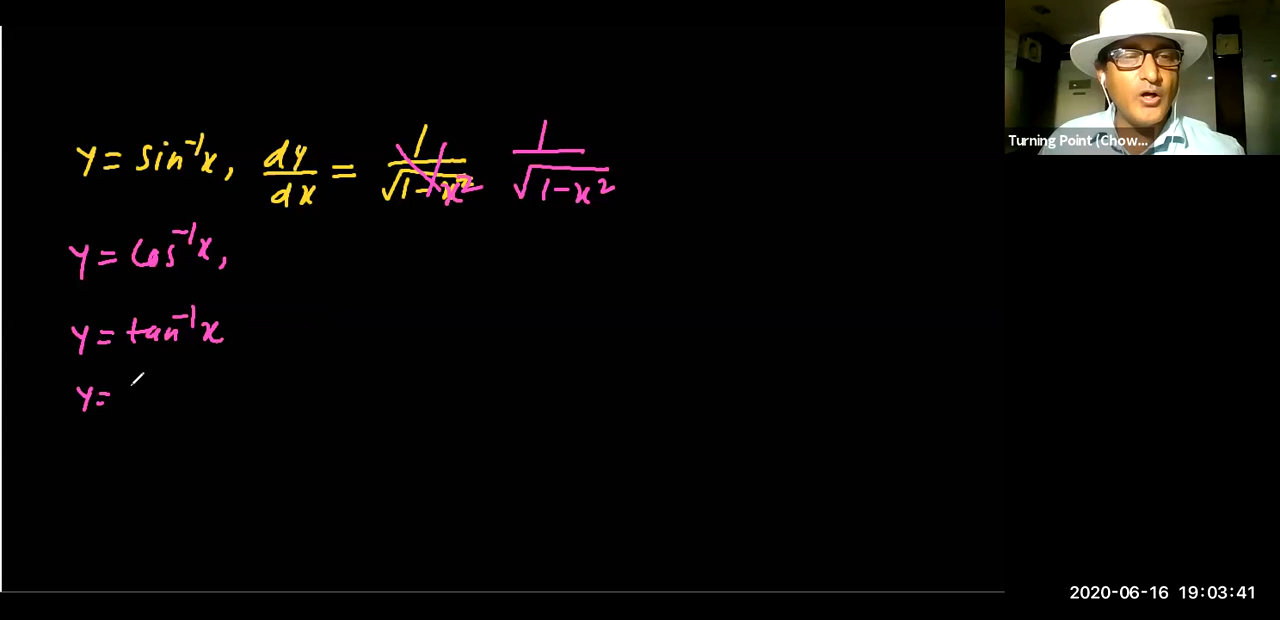 y = sin⁻¹x, dy/dx = 1/√(1-x²) 1/√(1-x²)
y = cos⁻¹x,
y = tan⁻¹x
y=
Turning Point (Chow...
2020-06-16 19:03:41